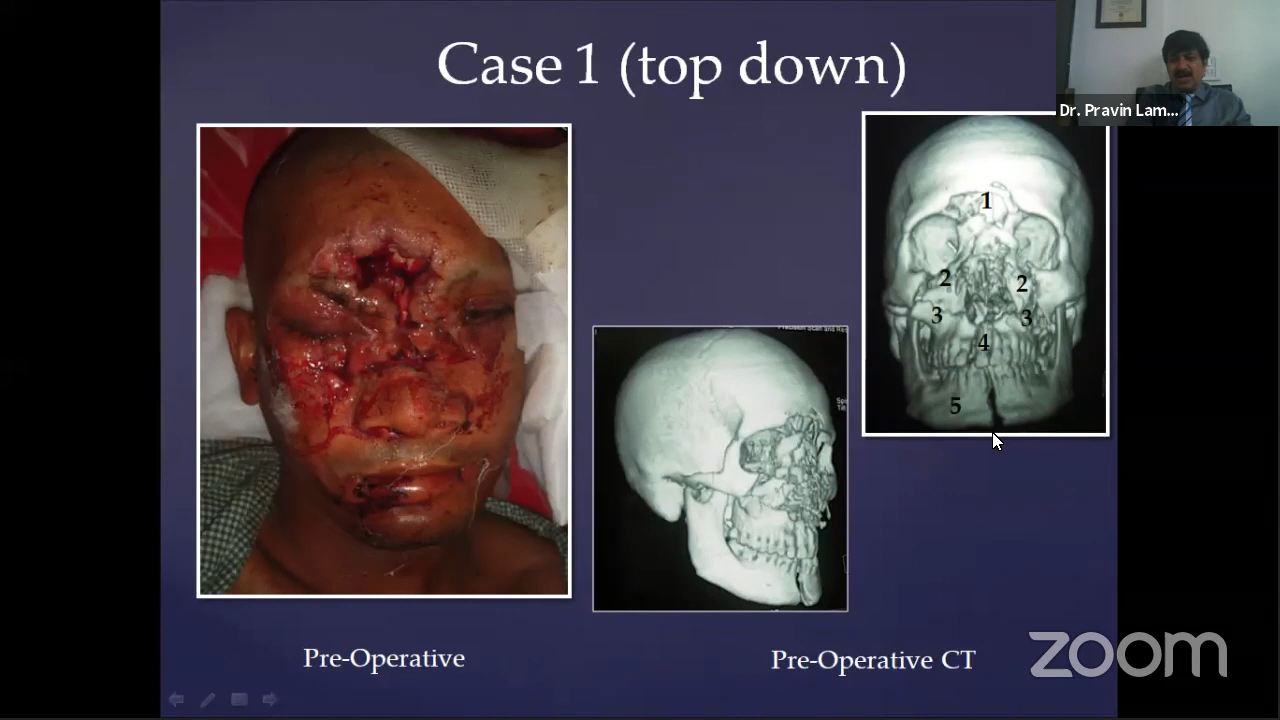 Case 1 (top down)
Dr. Pravin Lam...
1
2
2
3
3
4
5
Pre-Operative
Pre-Operative CT
zoom